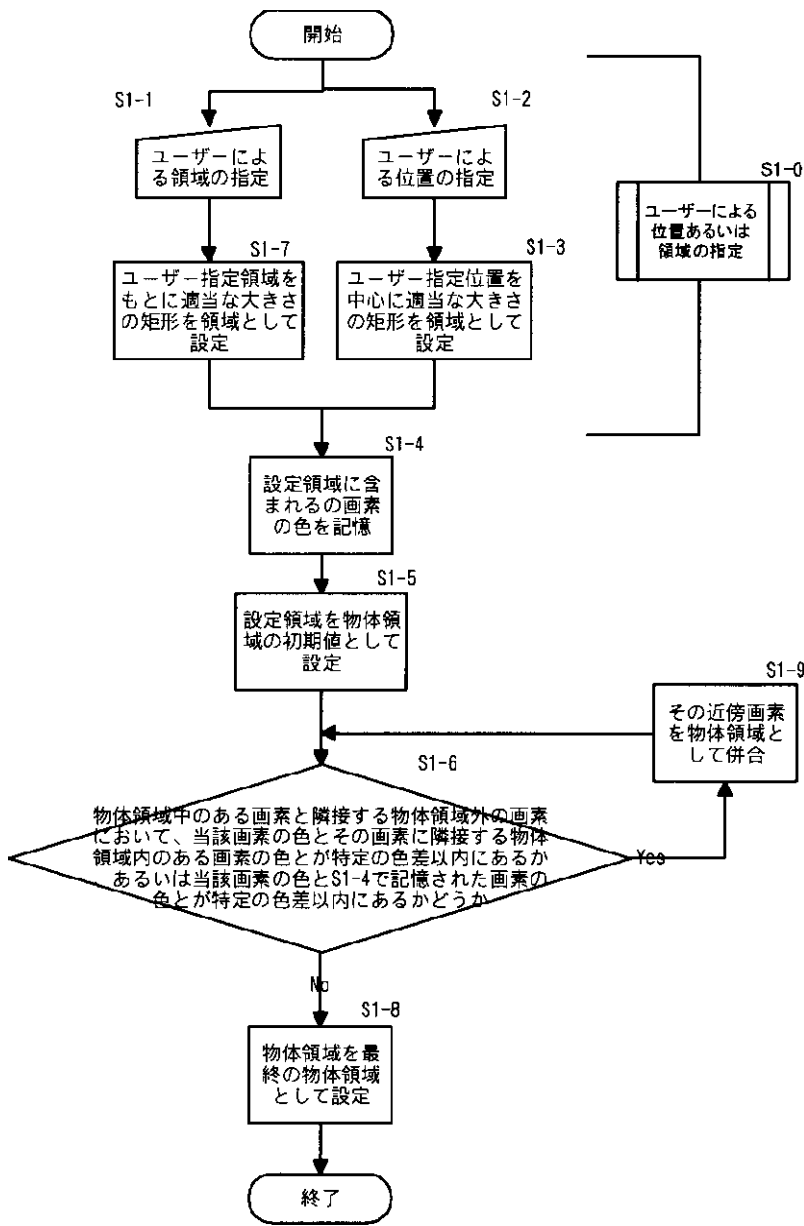 開始
S1-1
S1-2
ユーザーによ
る領域の指定
ユーザーによ
る位置の指定
S1-0
ユーザーによる
位置あるいは
領域の指定
S1-7
ユーザー指定領域を
もとに適当な大きさ
の矩形を領域として
設定
S1-3
ユーザー指定位置を
中心に適当な大きさ
の矩形を領域として
設定
S1-4
設定領域に含
まれるの画素
の色を記憶
S1-5
設定領域を物体領
域の初期値として
設定
S1-9
その近傍画素
を物体領域と
して併合
S1-6
物体領域中のある画素と隣接する物体領域外の画素
において、当該画素の色とその画素に隣接する物体
領域内のある画素の色とが特定の色差以内にあるか
あるいは当該画素の色とS1-4で記憶された画素の
色とが特定の色差以内にあるかどうか
Yes
No
S1-8
物体領域を最
終の物体領域
として設定
終了